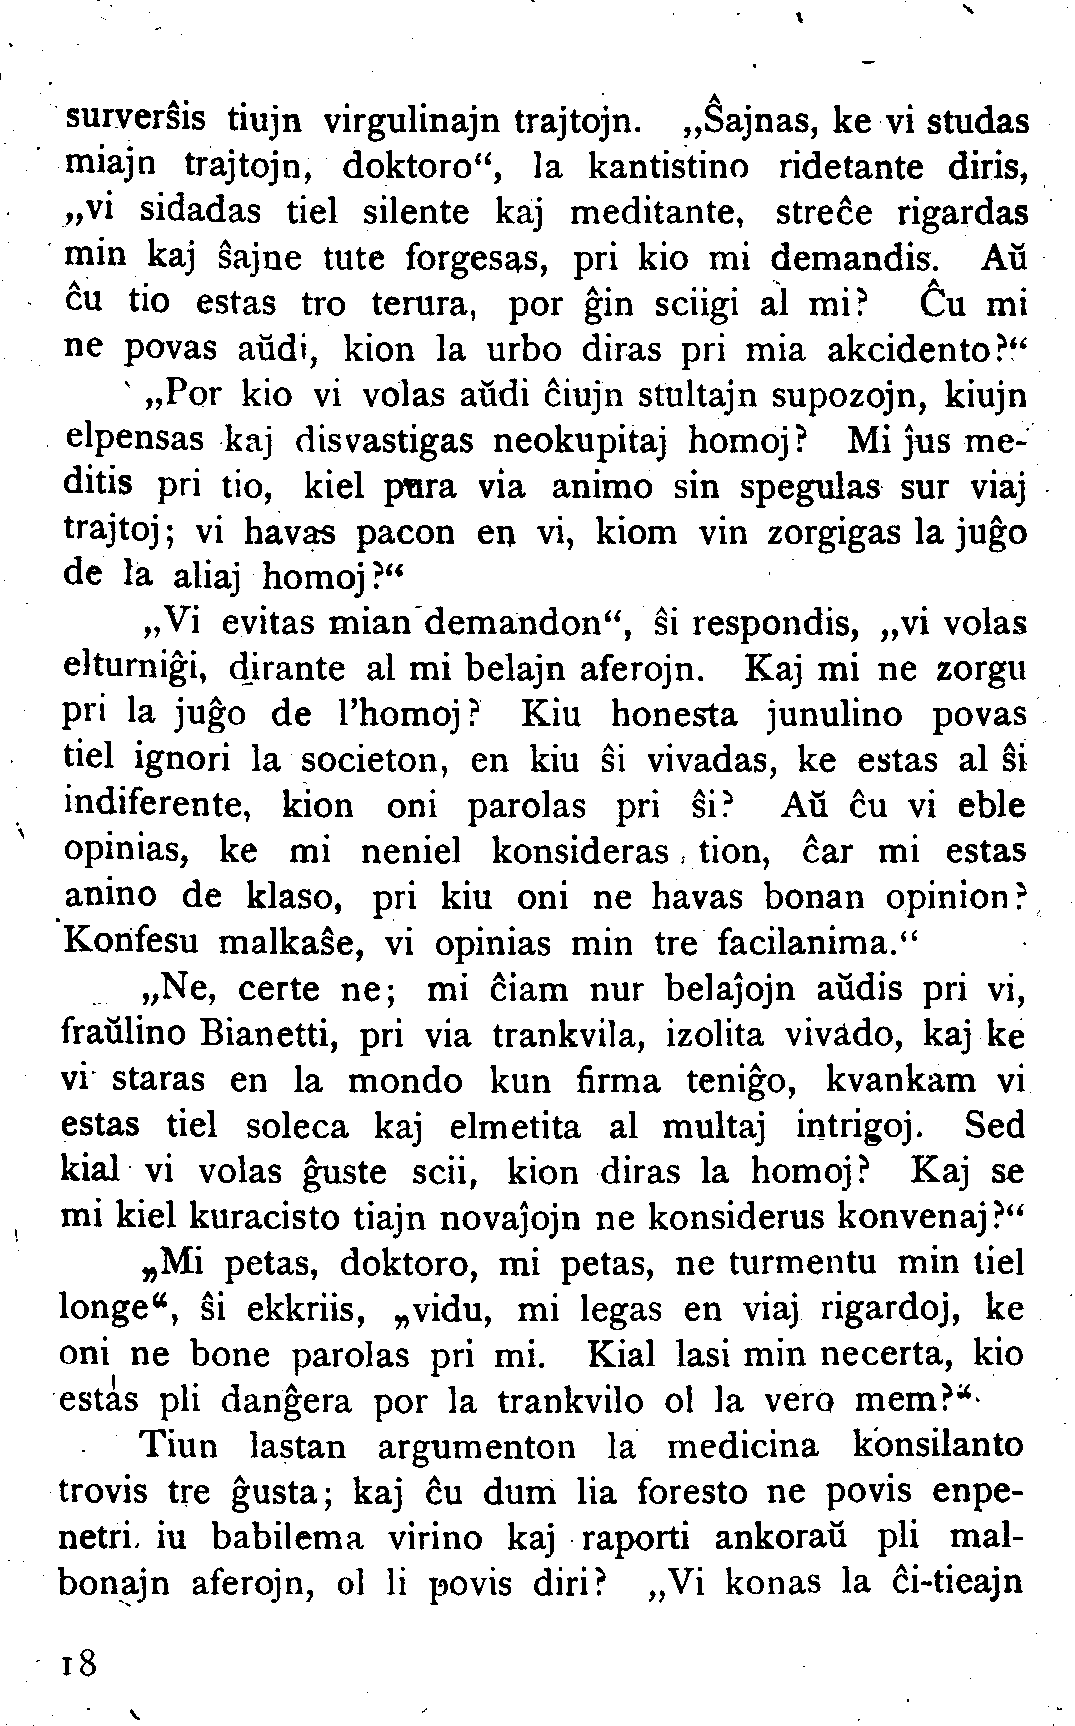 surverŝis tiujn virgulinajn trajtojn. „Ŝajnas, ke vi studas
miajn trajtojn, doktoro“, la kantistino ridetante diris,
„vi sidadas tiel silente kaj meditante, streĉe rigardas
min kaj ŝajne tute forgesas, pri kio mi demandis. Aŭ
ĉu tio estas tro terura, por ĝin sciigi al mi? Ĉu mi
ne povas aŭdi, kion la urbo diras pri mia akcidento?“
„Por kio vi volas aŭdi ĉiujn stultajn supozojn, kiujn
elpensas kaj disvastigas neokupitaj homoj? Mi ĵus me-
ditis pri tio, kiel pura via animo sin spegulas sur viaj
trajtoj; vi havas pacon en vi, kiom vin zorgigas la juĝo
de la aliaj homoj?“
„Vi evitas mian demandon“, ŝi respondis, „vi volas
elturniĝi, dirante al mi belajn aferojn. Kaj mi ne zorgu
pri la juĝo de l’homoj? Kiu honesta junulino povas
tiel ignori la societon, en kiu ŝi vivadas, ke estas al ŝi
indiferente, kion oni parolas pri ŝi? Aŭ ĉu vi eble
opinias, ke mi neniel konsideras tion, ĉar mi estas
anino de klaso, pri kiu oni ne havas bonan opinion?
Konfesu malkaŝe, vi opinias min tre facilanima.“
„Ne, certe ne; mi ĉiam nur belaĵojn aŭdis pri vi,
fraŭlino Bianetti, pri via trankvila, izolita vivado, kaj ke
vi staras en la mondo kun firma teniĝo, kvankam vi
estas tiel soleca kaj elmetita al multaj intrigoj. Sed
kial vi volas ĝuste scii, kion diras la homoj? Kaj se
mi kiel kuracisto tiajn novaĵojn ne konsiderus konvenaj?“
„Mi petas, doktoro, mi petas, ne turmentu min tiel
longe“, ŝi ekkriis, „vidu, mi legas en viaj rigardoj, ke
oni ne bone parolas pri mi. Kial lasi min necerta, kio
estas pli danĝera por la trankvilo ol la vero mem?“
Tiun lastan argumenton la medicina konsilanto
trovis tre ĝusta; kaj ĉu dum lia foresto ne povis enpe-
netri iu babilema virino kaj raporti ankoraŭ pli mal-
bonajn aferojn, ol li povis diri? „Vi konas la ĉi-tieajn
18